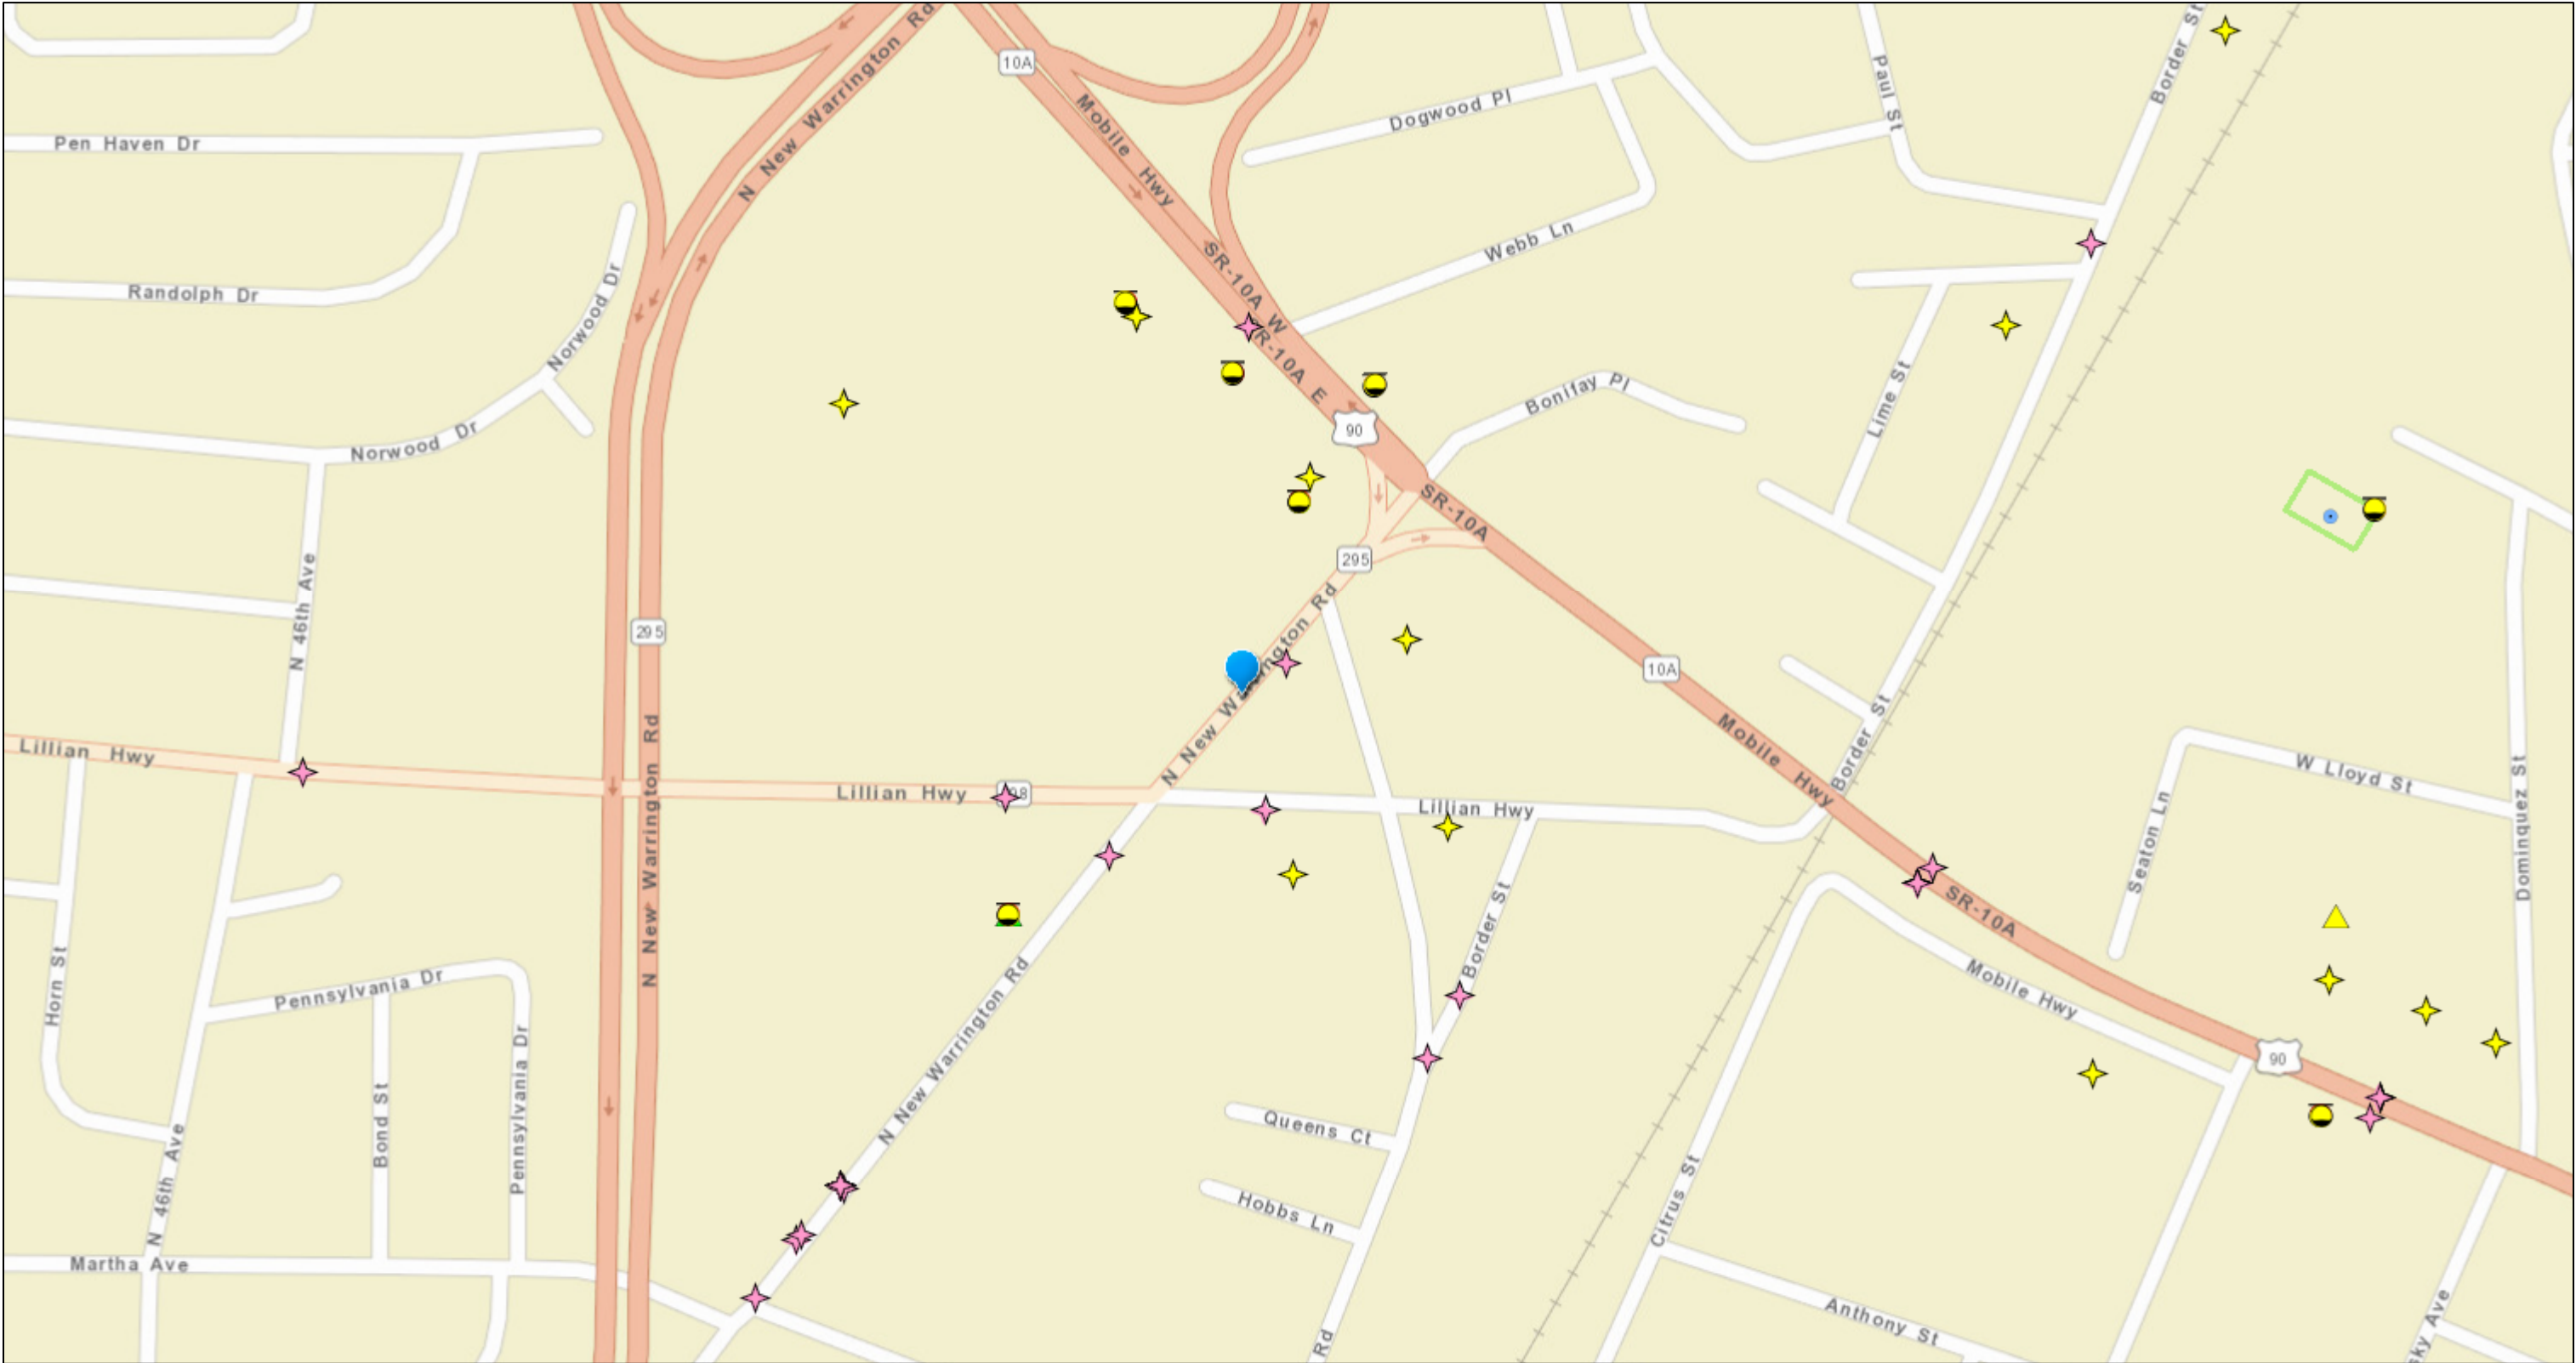 N New Warrington Rd
10A
Mobile Hwy
Dogwood Pl
Paul St
Border St
Pen Haven Dr
Webb Ln
SR-10A W
SR-10A E
Randolph Dr
Norwood Dr
Norwood Dr
Bonifay Pl
Lime St
90
SR-10A
295
295
N 46th Ave
N New Warrington Rd
10A
Mobile Hwy
Border St
Lillian Hwy
N New Warrington Rd
Lillian Hwy
Lillian Hwy
W Lloyd St
Seaton Ln
Dominquez St
SR-10A
Border St
Mobile Hwy
Horn St
Pennsylvania Dr
N New Warrington Rd
90
Pennsylvania Dr
Bond St
N 46th Ave
Queens Ct
Hobbs Ln
Citrus St
Martha Ave
Anthony St
Rd
Ave